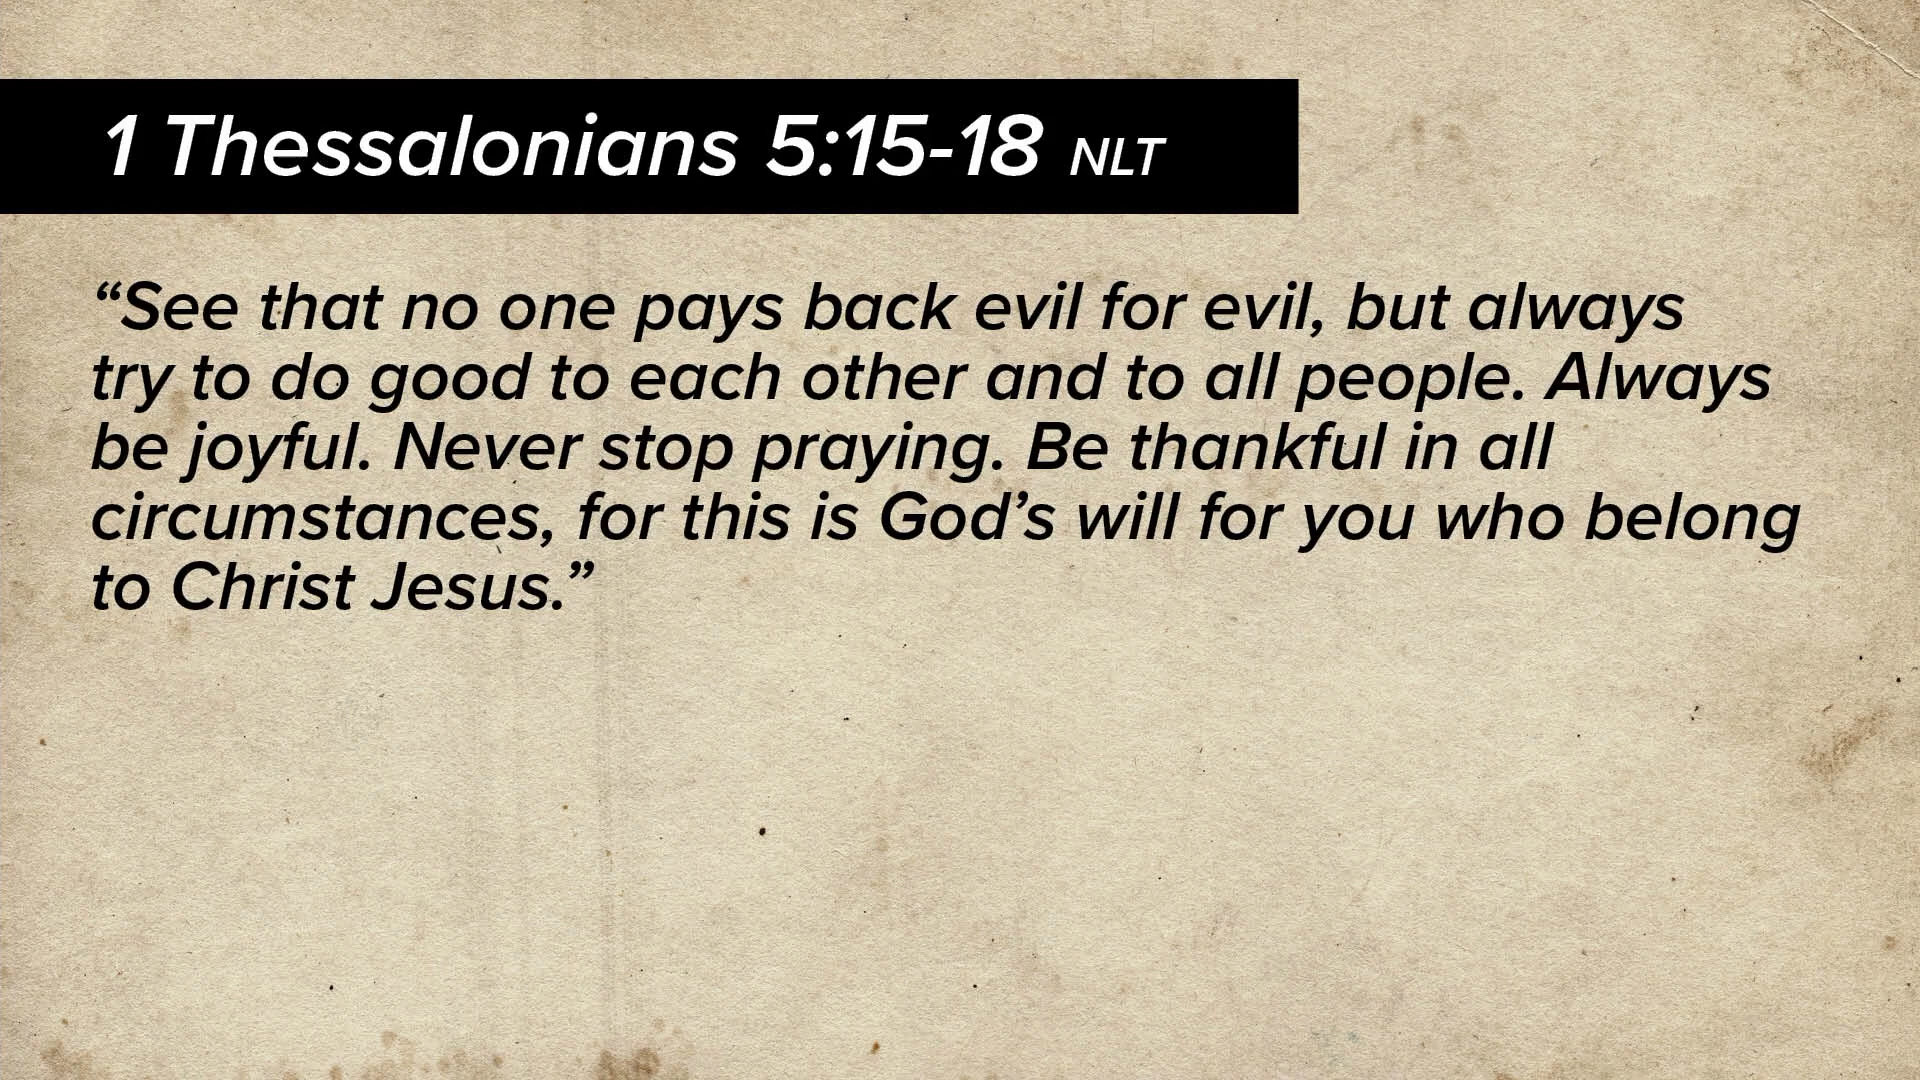 1 Thessalonians 5:15-18 NLT
“See that no one pays back evil for evil, but always
try to do good to each other and to all people. Always
be joyful. Never stop praying. Be thankful in all
circumstances, for this is God’s will for you who belong
to Christ Jesus.”